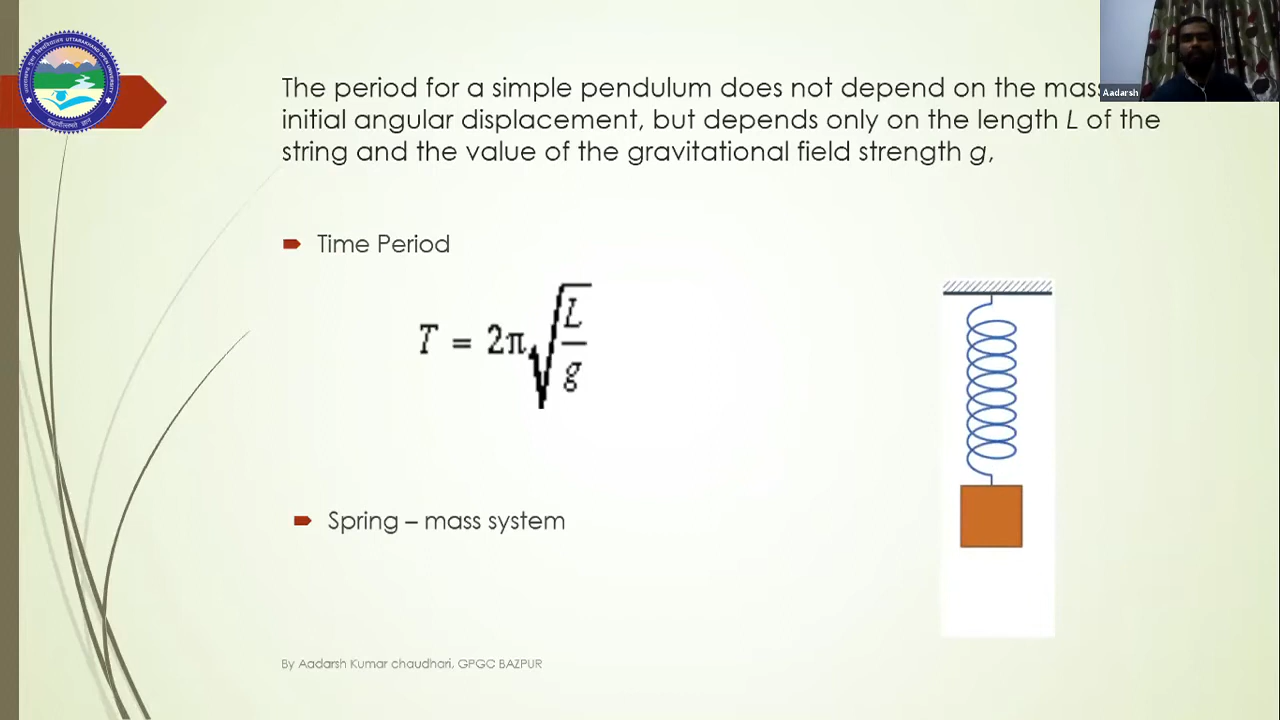 The period for a simple pendulum does not depend on the mas
initial angular displacement, but depends only on the length L of the
string and the value of the gravitational field strength g,
Aadarsh
Time Period
T = 2π√(L/g)
Spring – mass system
By Aadarsh Kumar chaudhari, GPGC BAZPUR